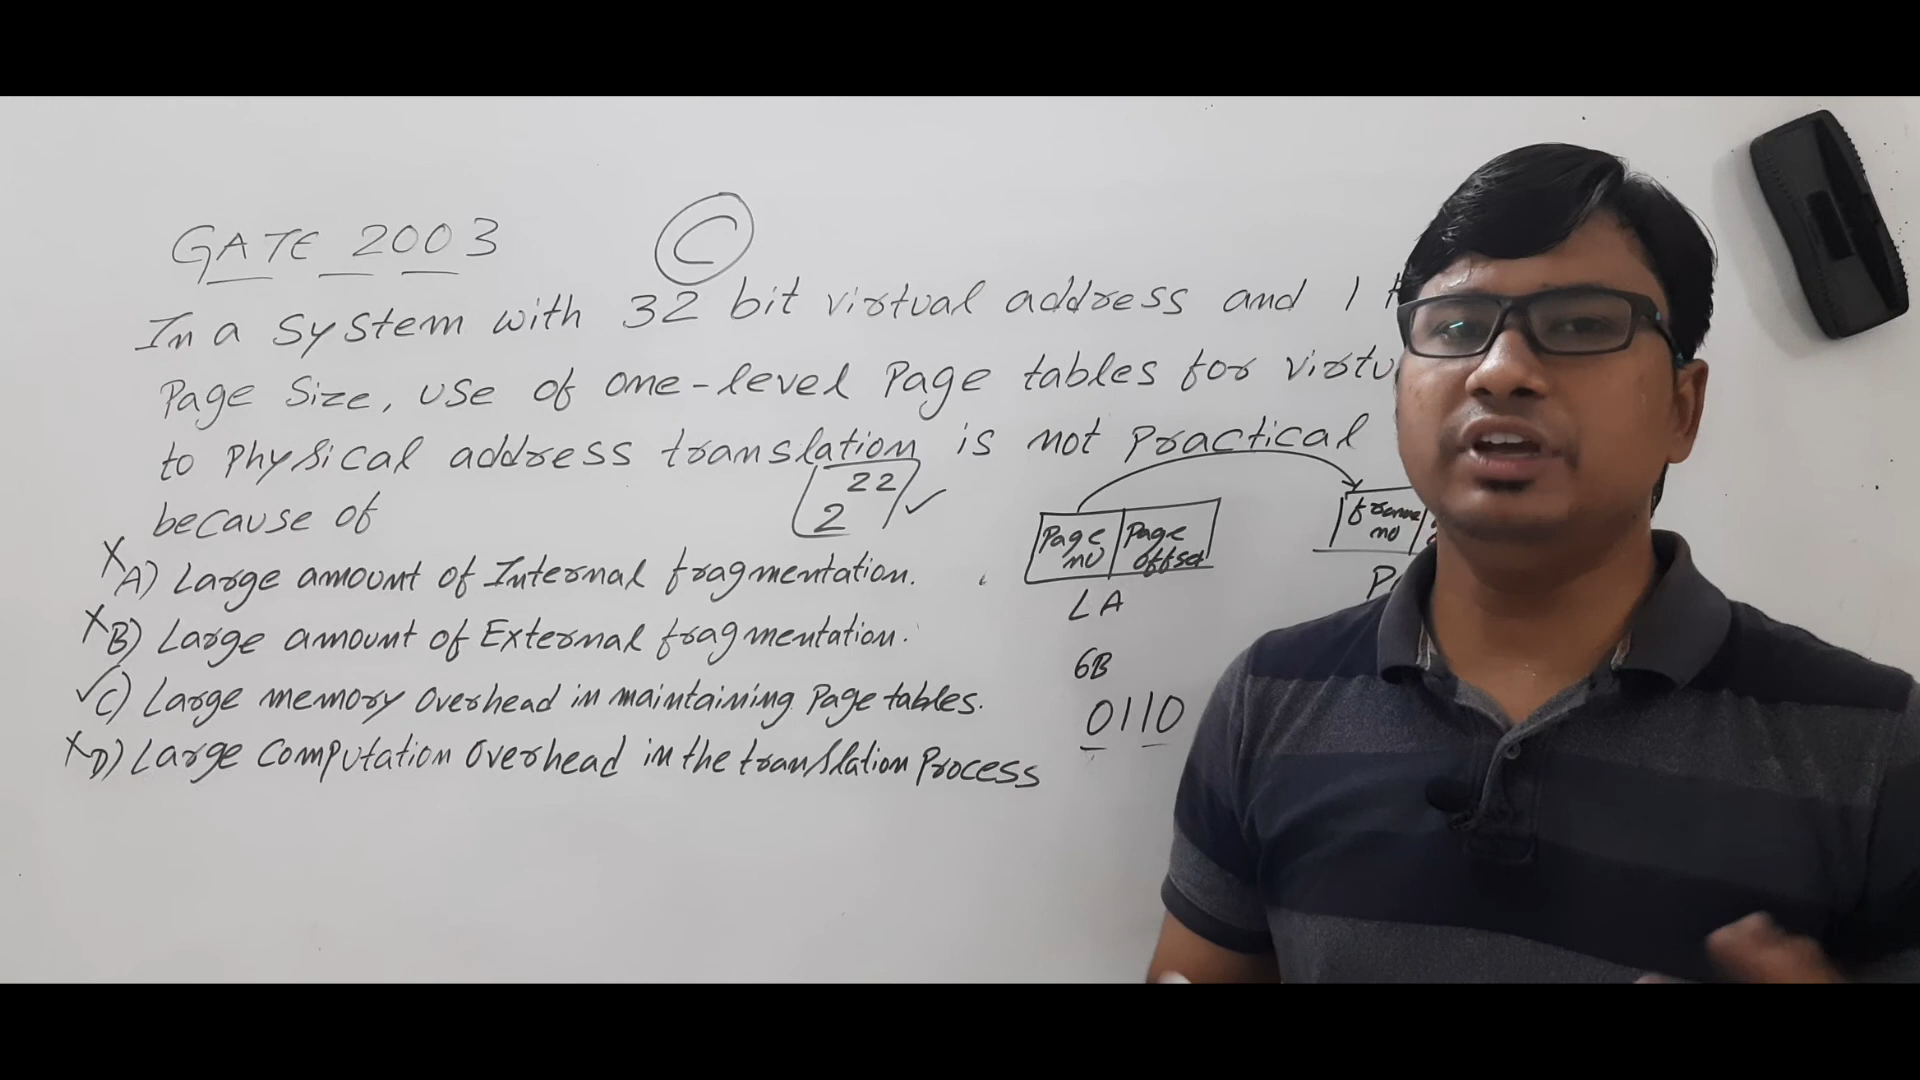 GATE 2003
C
In a System with 32 bit virtual address and 1
Page Size, use of one-level Page tables for virtu
to Physical address translation is not Practical
because of
2^22 ✓
X A) Large amount of Internal fragmentation.
X B) Large amount of External fragmentation.
✓ C) Large memory overhead in maintaining Page tables.
X D) Large Computation overhead in the translation Process
Page no | Page offset
LA
frame no
P
6B
0110